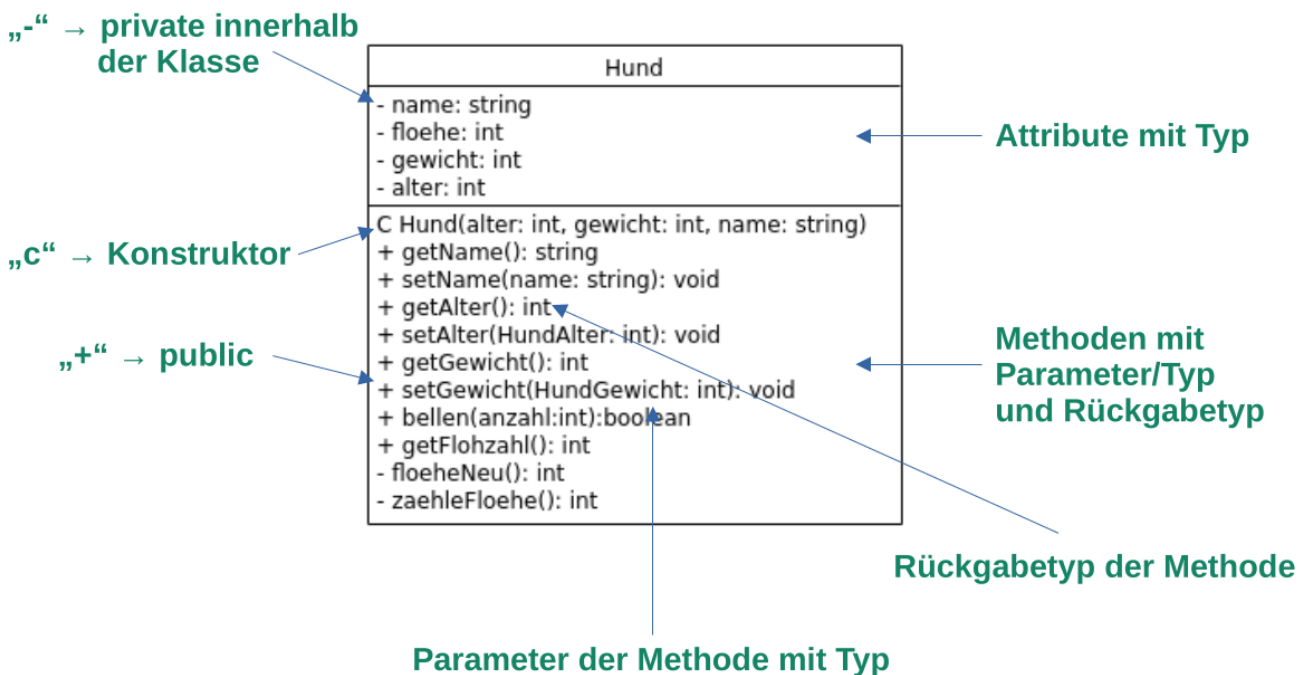 „-“ → private innerhalb
der Klasse
Hund
- name: string
- floehe: int
- gewicht: int
- alter: int
Attribute mit Typ
C Hund(alter: int, gewicht: int, name: string)
+ getName(): string
+ setName(name: string): void
+ getAlter(): int
+ setAlter(HundAlter: int): void
+ getGewicht(): int
+ setGewicht(HundGewicht: int): void
+ bellen(anzahl:int):boolean
+ getFlohzahl(): int
- floeheNeu(): int
- zaehleFloehe(): int
„c“ → Konstruktor
„+“ → public
Methoden mit
Parameter/Typ
und Rückgabetyp
Rückgabetyp der Methode
Parameter der Methode mit Typ